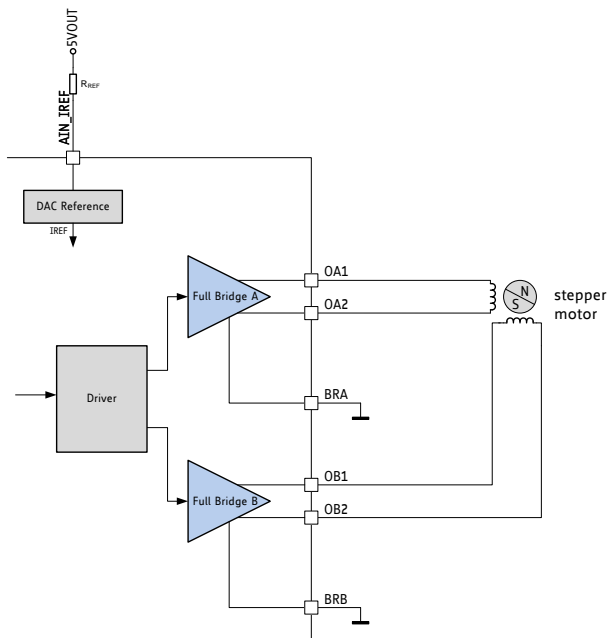 5VOUT
RREF
AIN_IREF
DAC Reference
IREF
Full Bridge A
OA1
OA2
N
S
stepper
motor
BRA
Driver
Full Bridge B
OB1
OB2
BRB